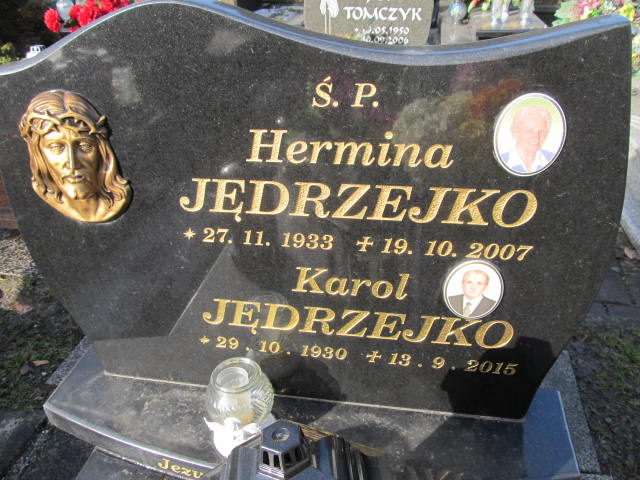 TOMCZYK
Ś. P.
Hermina
JĘDRZEJKO
* 27. 11. 1933 ✝ 19. 10. 2007
Karol
JĘDRZEJKO
* 29. 10. 1930 ✝ 13. 9. 2015